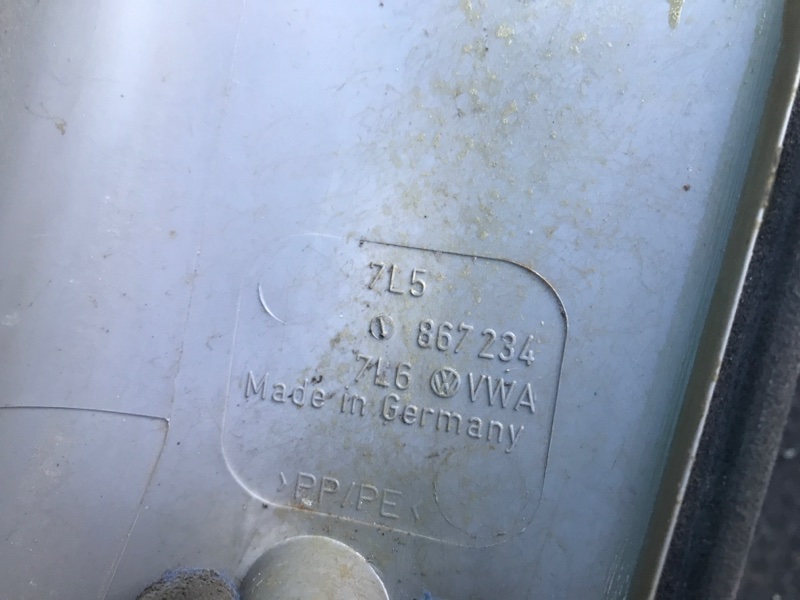 7L5
867 234
7L6 VWA
Made in Germany
>PP/PE<